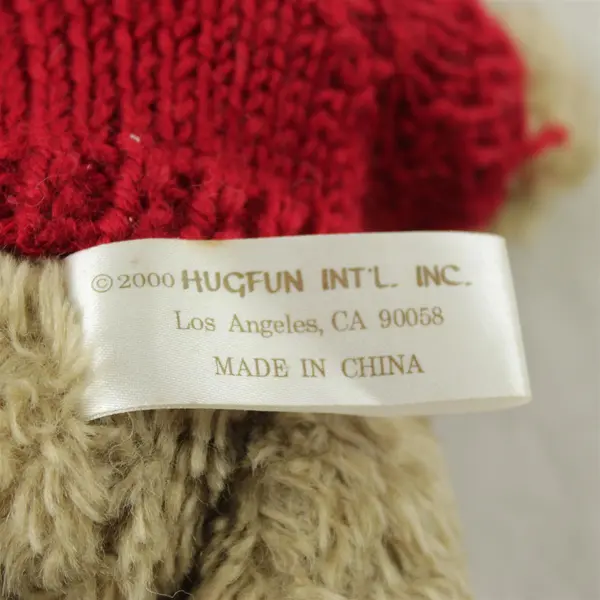 ©2000 HUGFUN INT'L. INC.
Los Angeles, CA 90058
MADE IN CHINA